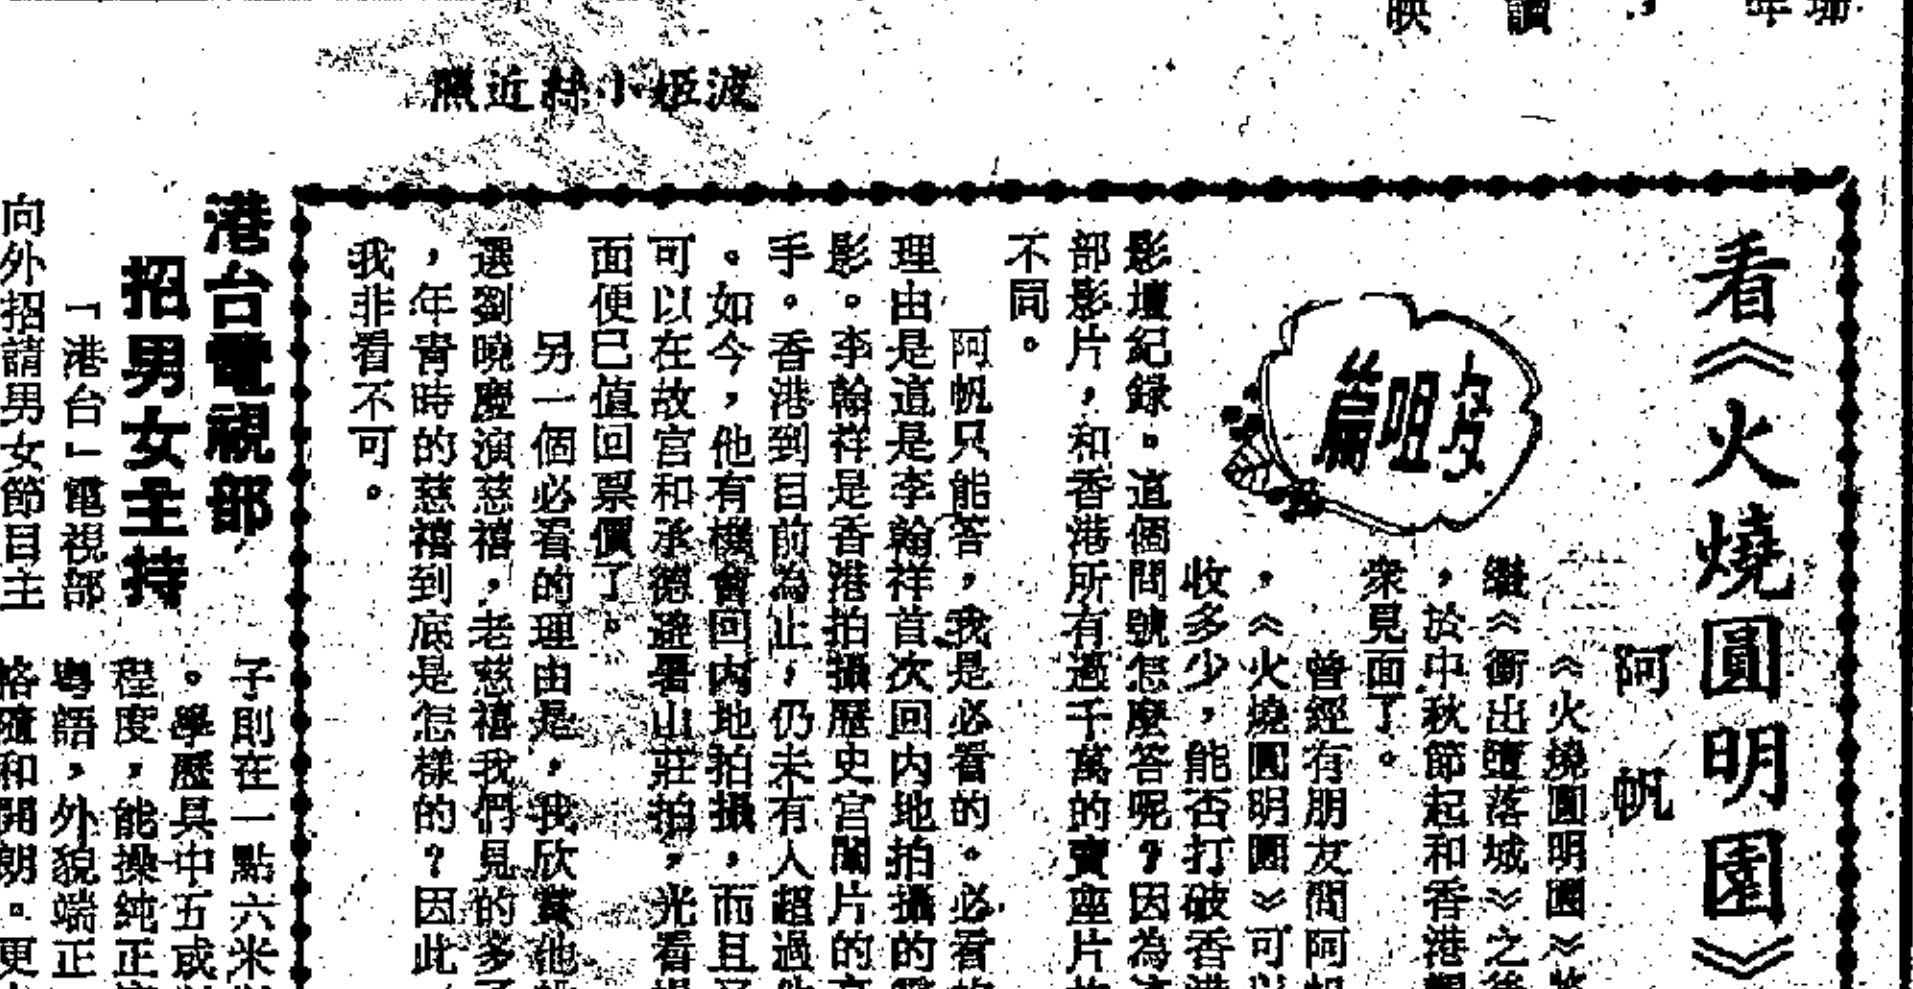 波姬小絲近照
看《火燒圓明園》
阿帆
多咀篇
《火燒圓明園》
繼《衝出墮落城》之後
，於中秋節起和香港觀
衆見面了。
曾經有朋友問阿帆
，《火燒圓明園》可以
收多少，能否打破香港
影壇紀録。這個問號怎麼答呢？因為這
部影片，和香港所有過千萬的賣座片
不同。
阿帆只能答，我是必看的。必看的
理由是這是李翰祥首次回内地拍攝的電
影。李翰祥是香港拍攝歷史宮闈片的高
手。香港到目前為止，仍未有人超過他
。如今，他有機會回内地拍攝，而且
可以在故宮和承德避暑山莊拍，光看場
面便已值回票價了。
另一個必看的理由是，我欣賞他
選劉曉慶演慈禧，老慈禧我們見的多了
，年青時的慈禧到底是怎樣的？因此
我非看不可。
港台電視部
招男女主持
「港台」電視部
向外招請男女節目主
子則在一點六米
。學歷具中五或
程度，能操純正
粵語，外貌端正
格隨和開朗。更